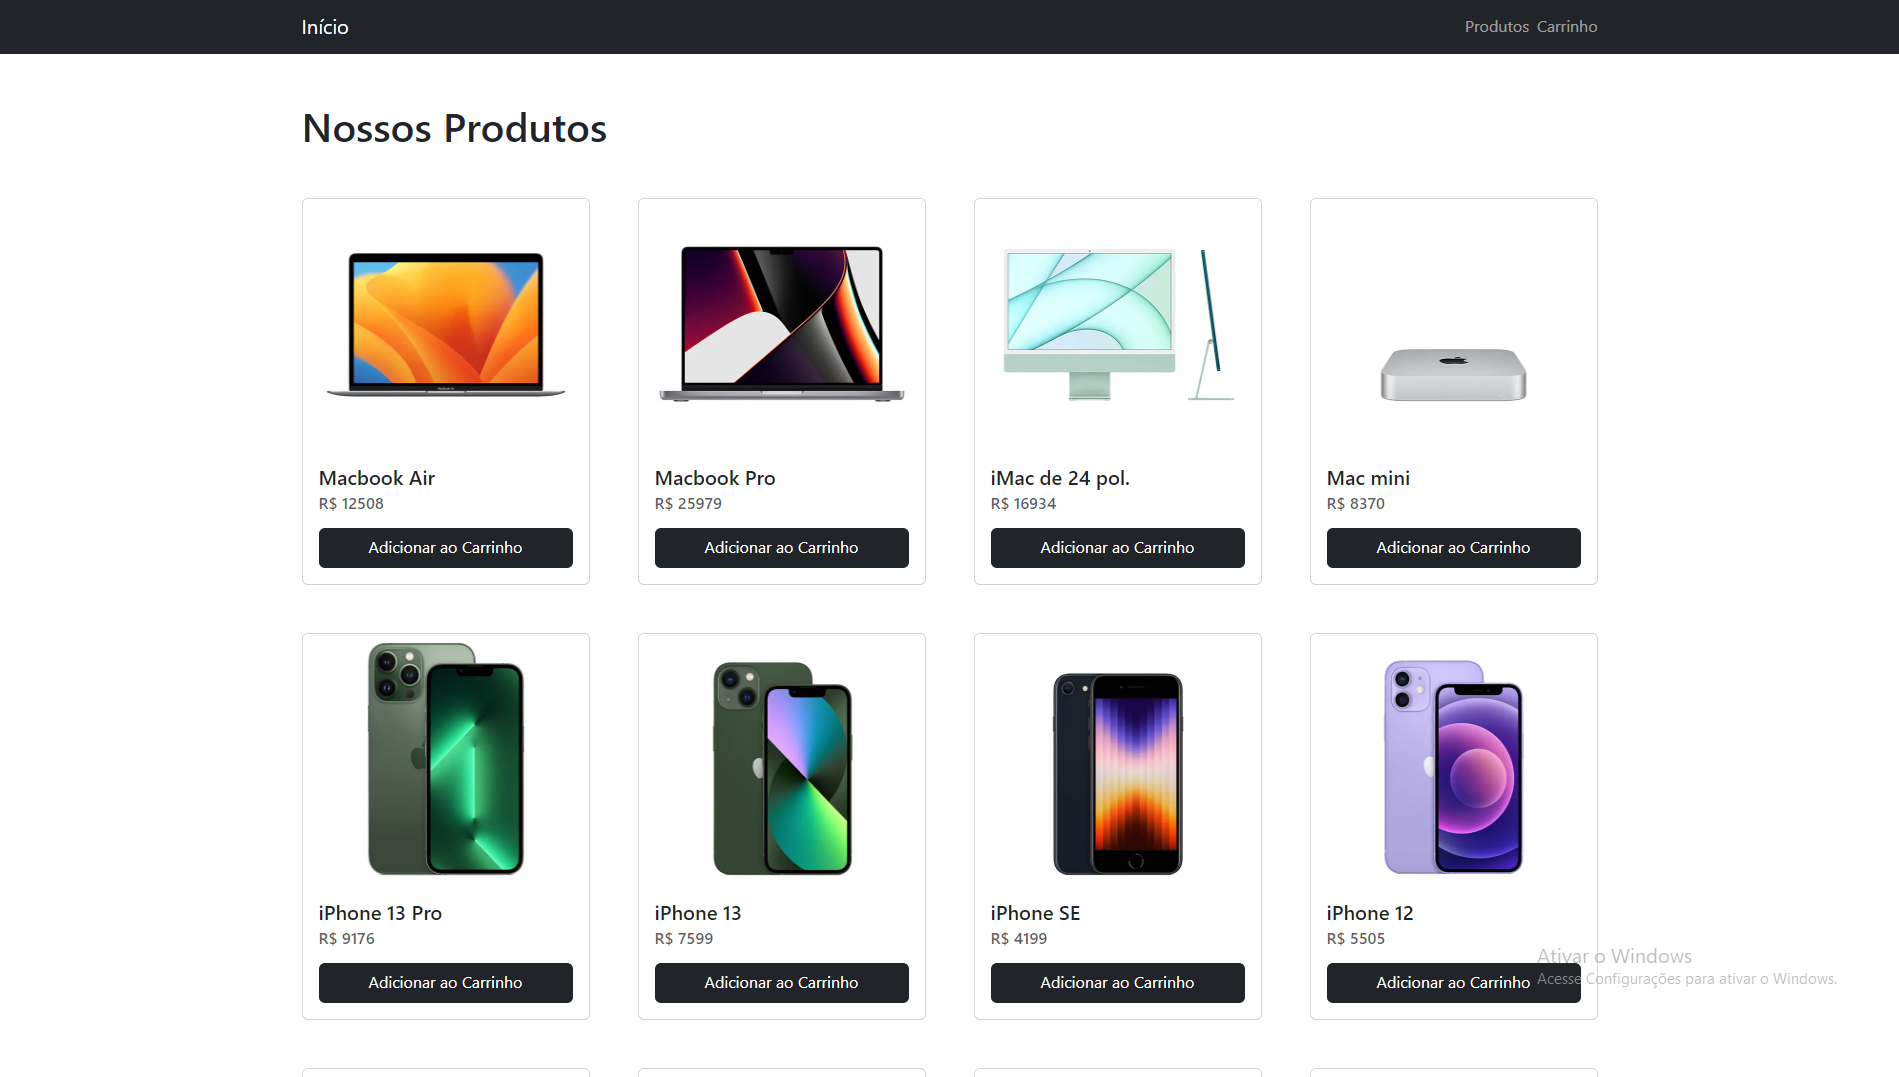 Início
Produtos Carrinho
Nossos Produtos
Macbook Air
R$ 12508
Adicionar ao Carrinho
Macbook Pro
R$ 25979
Adicionar ao Carrinho
iMac de 24 pol.
R$ 16934
Adicionar ao Carrinho
Mac mini
R$ 8370
Adicionar ao Carrinho
iPhone 13 Pro
R$ 9176
Adicionar ao Carrinho
iPhone 13
R$ 7599
Adicionar ao Carrinho
iPhone SE
R$ 4199
Adicionar ao Carrinho
iPhone 12
R$ 5505
Adicionar ao Carrinho
Ativar o Windows
Acesse Configurações para ativar o Windows.